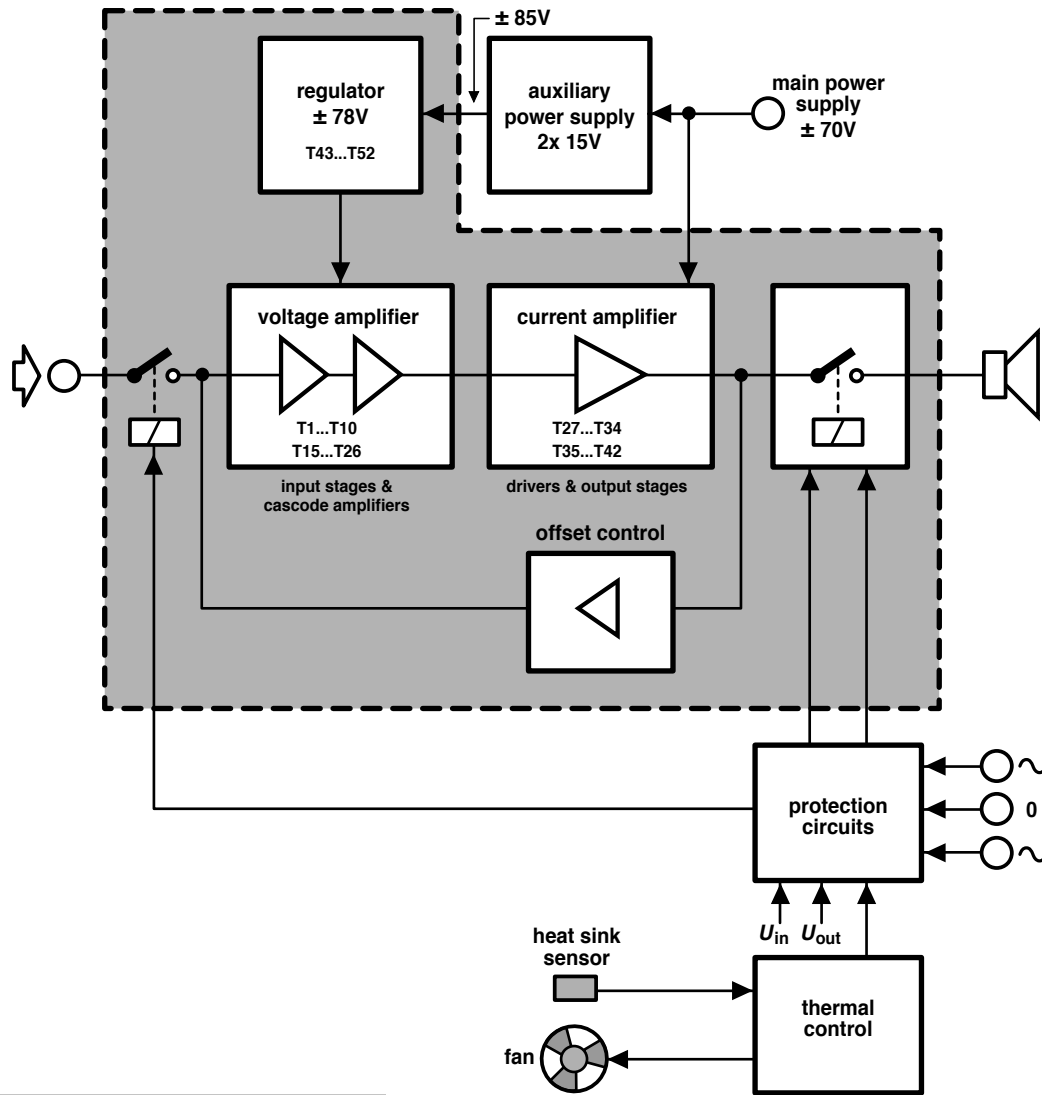 ± 85V
regulator
± 78V
T43...T52
auxiliary
power supply
2x 15V
main power
supply
± 70V
voltage amplifier
T1...T10
T15...T26
input stages &
cascode amplifiers
current amplifier
T27...T34
T35...T42
drivers & output stages
offset control
protection
circuits
0
Uin
Uout
heat sink
sensor
thermal
control
fan